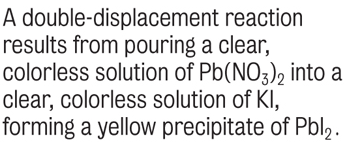 A double-displacement reaction
results from pouring a clear,
colorless solution of Pb(NO₃)₂ into a
clear, colorless solution of KI,
forming a yellow precipitate of PbI₂.